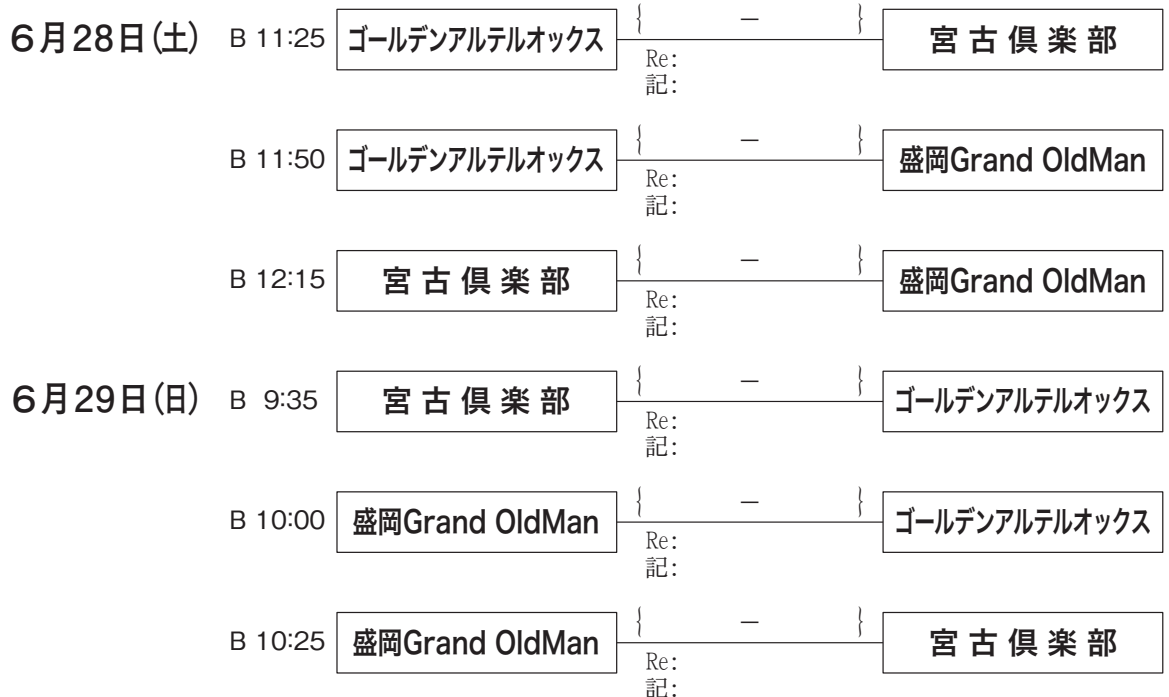 { － }
6月28日(土) B 11:25 ゴールデンアルテルオックス 宮古倶楽部
Re:
記:
{ － }
B 11:50 ゴールデンアルテルオックス 盛岡Grand OldMan
Re:
記:
{ － }
B 12:15 宮古倶楽部 盛岡Grand OldMan
Re:
記:
{ － }
6月29日(日) B 9:35 宮古倶楽部 ゴールデンアルテルオックス
Re:
記:
{ － }
B 10:00 盛岡Grand OldMan ゴールデンアルテルオックス
Re:
記:
{ － }
B 10:25 盛岡Grand OldMan 宮古倶楽部
Re:
記: